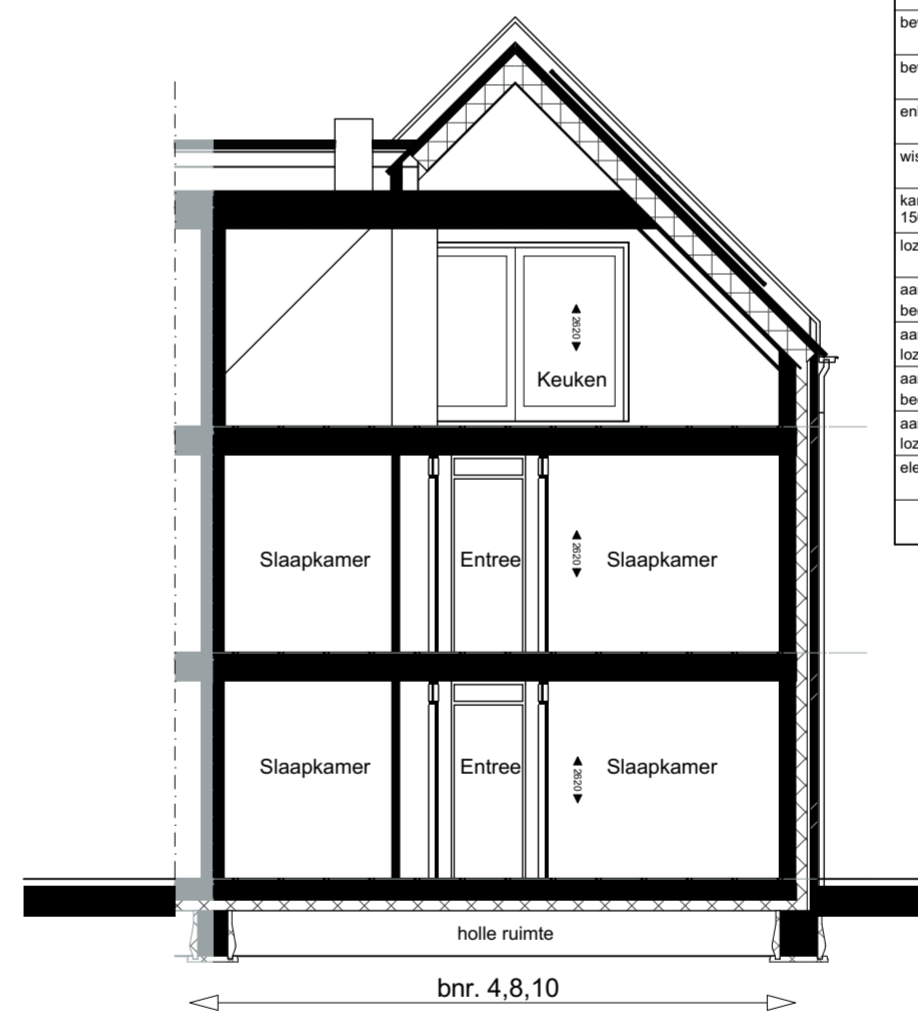 2620
Keuken
Slaapkamer
Entree
2620
Slaapkamer
Slaapkamer
Entree
2620
Slaapkamer
holle ruimte
bnr. 4,8,10